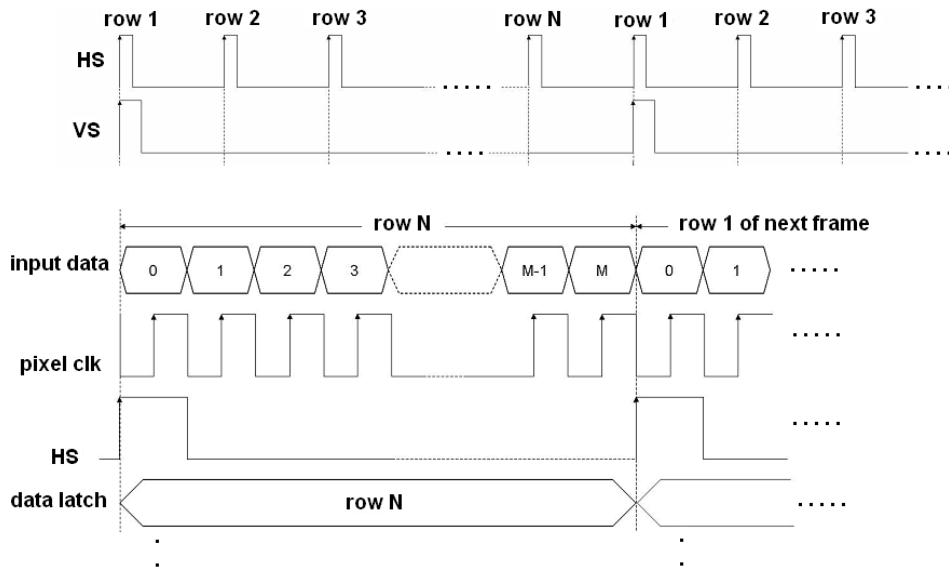 row 1 row 2 row 3 row N row 1 row 2 row 3
HS
VS
row N row 1 of next frame
input data 0 1 2 3 M-1 M 0 1
pixel clk
HS
data latch row N